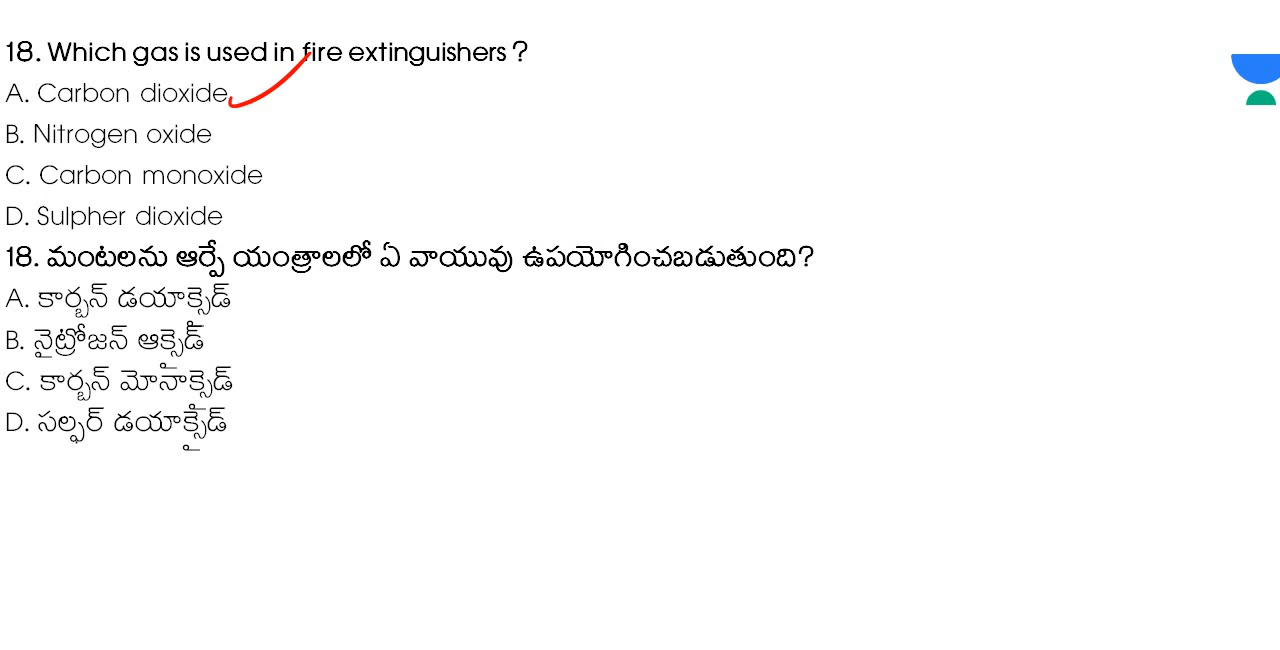 18. Which gas is used in fire extinguishers ?
A. Carbon dioxide
B. Nitrogen oxide
C. Carbon monoxide
D. Sulpher dioxide
18. మంటలను ఆర్పే యంత్రాలలో ఏ వాయువు ఉపయోగించబడుతుంది?
A. కార్బన్ డయాక్సైడ్
B. నైట్రోజన్ ఆక్సైడ్
C. కార్బన్ మోనాక్సైడ్
D. సల్ఫర్ డయాక్సైడ్